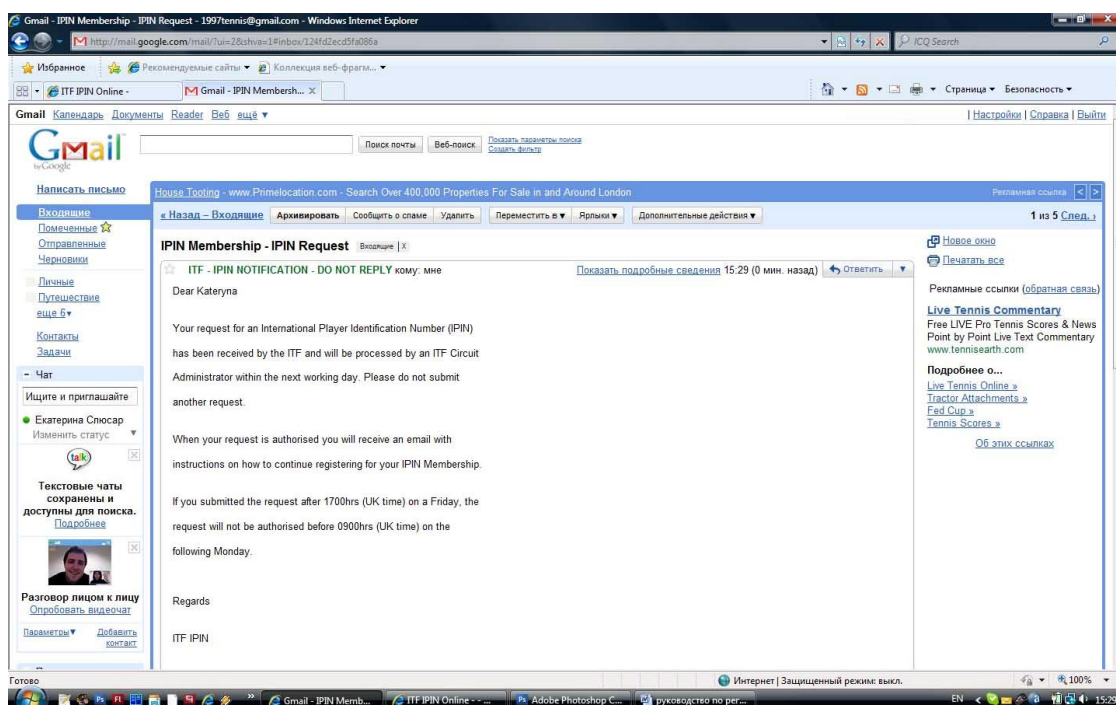 Gmail - IPIN Membership - IPIN Request - 1997tennis@gmail.com - Windows Internet Explorer
http://mail.google.com/mail/?ui=2&shva=1#inbox/124fd2ecd5fa086a
ICQ Search
Избранное Рекомендуемые сайты Коллекция веб-фрагм...
ITF IPIN Online - Gmail - IPIN Membersh... X
Страница Безопасность
Gmail Календарь Документы Reader Веб ещё ▼ | Настройки | Справка | Выйти
Gmail
by Google
Поиск почты Веб-поиск Показать параметры поиска
Создать фильтр
Написать письмо
House Tooting - www.Primelocation.com - Search Over 400,000 Properties For Sale in and Around London Рекламная ссылка < >
Входящие
Помеченные
Отправленные
Черновики
Личные
Путешествие
еще 6▼
Контакты
Задачи
« Назад – Входящие Архивировать Сообщить о спаме Удалить Переместить в ▼ Ярлыки ▼ Дополнительные действия ▼ 1 из 5 След. ›
IPIN Membership - IPIN Request Входящие | X
ITF - IPIN NOTIFICATION - DO NOT REPLY кому: мне Показать подробные сведения 15:29 (0 мин. назад) Ответить ▼
Dear Kateryna
Your request for an International Player Identification Number (IPIN)
has been received by the ITF and will be processed by an ITF Circuit
Administrator within the next working day. Please do not submit
another request.
When your request is authorised you will receive an email with
instructions on how to continue registering for your IPIN Membership.
If you submitted the request after 1700hrs (UK time) on a Friday, the
request will not be authorised before 0900hrs (UK time) on the
following Monday.
Regards
ITF IPIN
Новое окно
Печатать все
Рекламные ссылки (обратная связь)
Live Tennis Commentary
Free LIVE Pro Tennis Scores & News
Point by Point Live Text Commentary
www.tennisearth.com
Подробнее о...
Live Tennis Online »
Tractor Attachments »
Fed Cup »
Tennis Scores »
Об этих ссылках
– Чат
Ищите и приглашайте
Екатерина Слюсар
Изменить статус ▼
talk
Текстовые чаты
сохранены и
доступны для поиска.
Подробнее
Разговор лицом к лицу
Опробовать видеочат
Параметры▼ Добавить
контакт
Готово Интернет | Защищенный режим: выкл. 100%
Gmail - IPIN Memb... ITF IPIN Online - -... Adobe Photoshop C... руководство по рег... EN 15:29